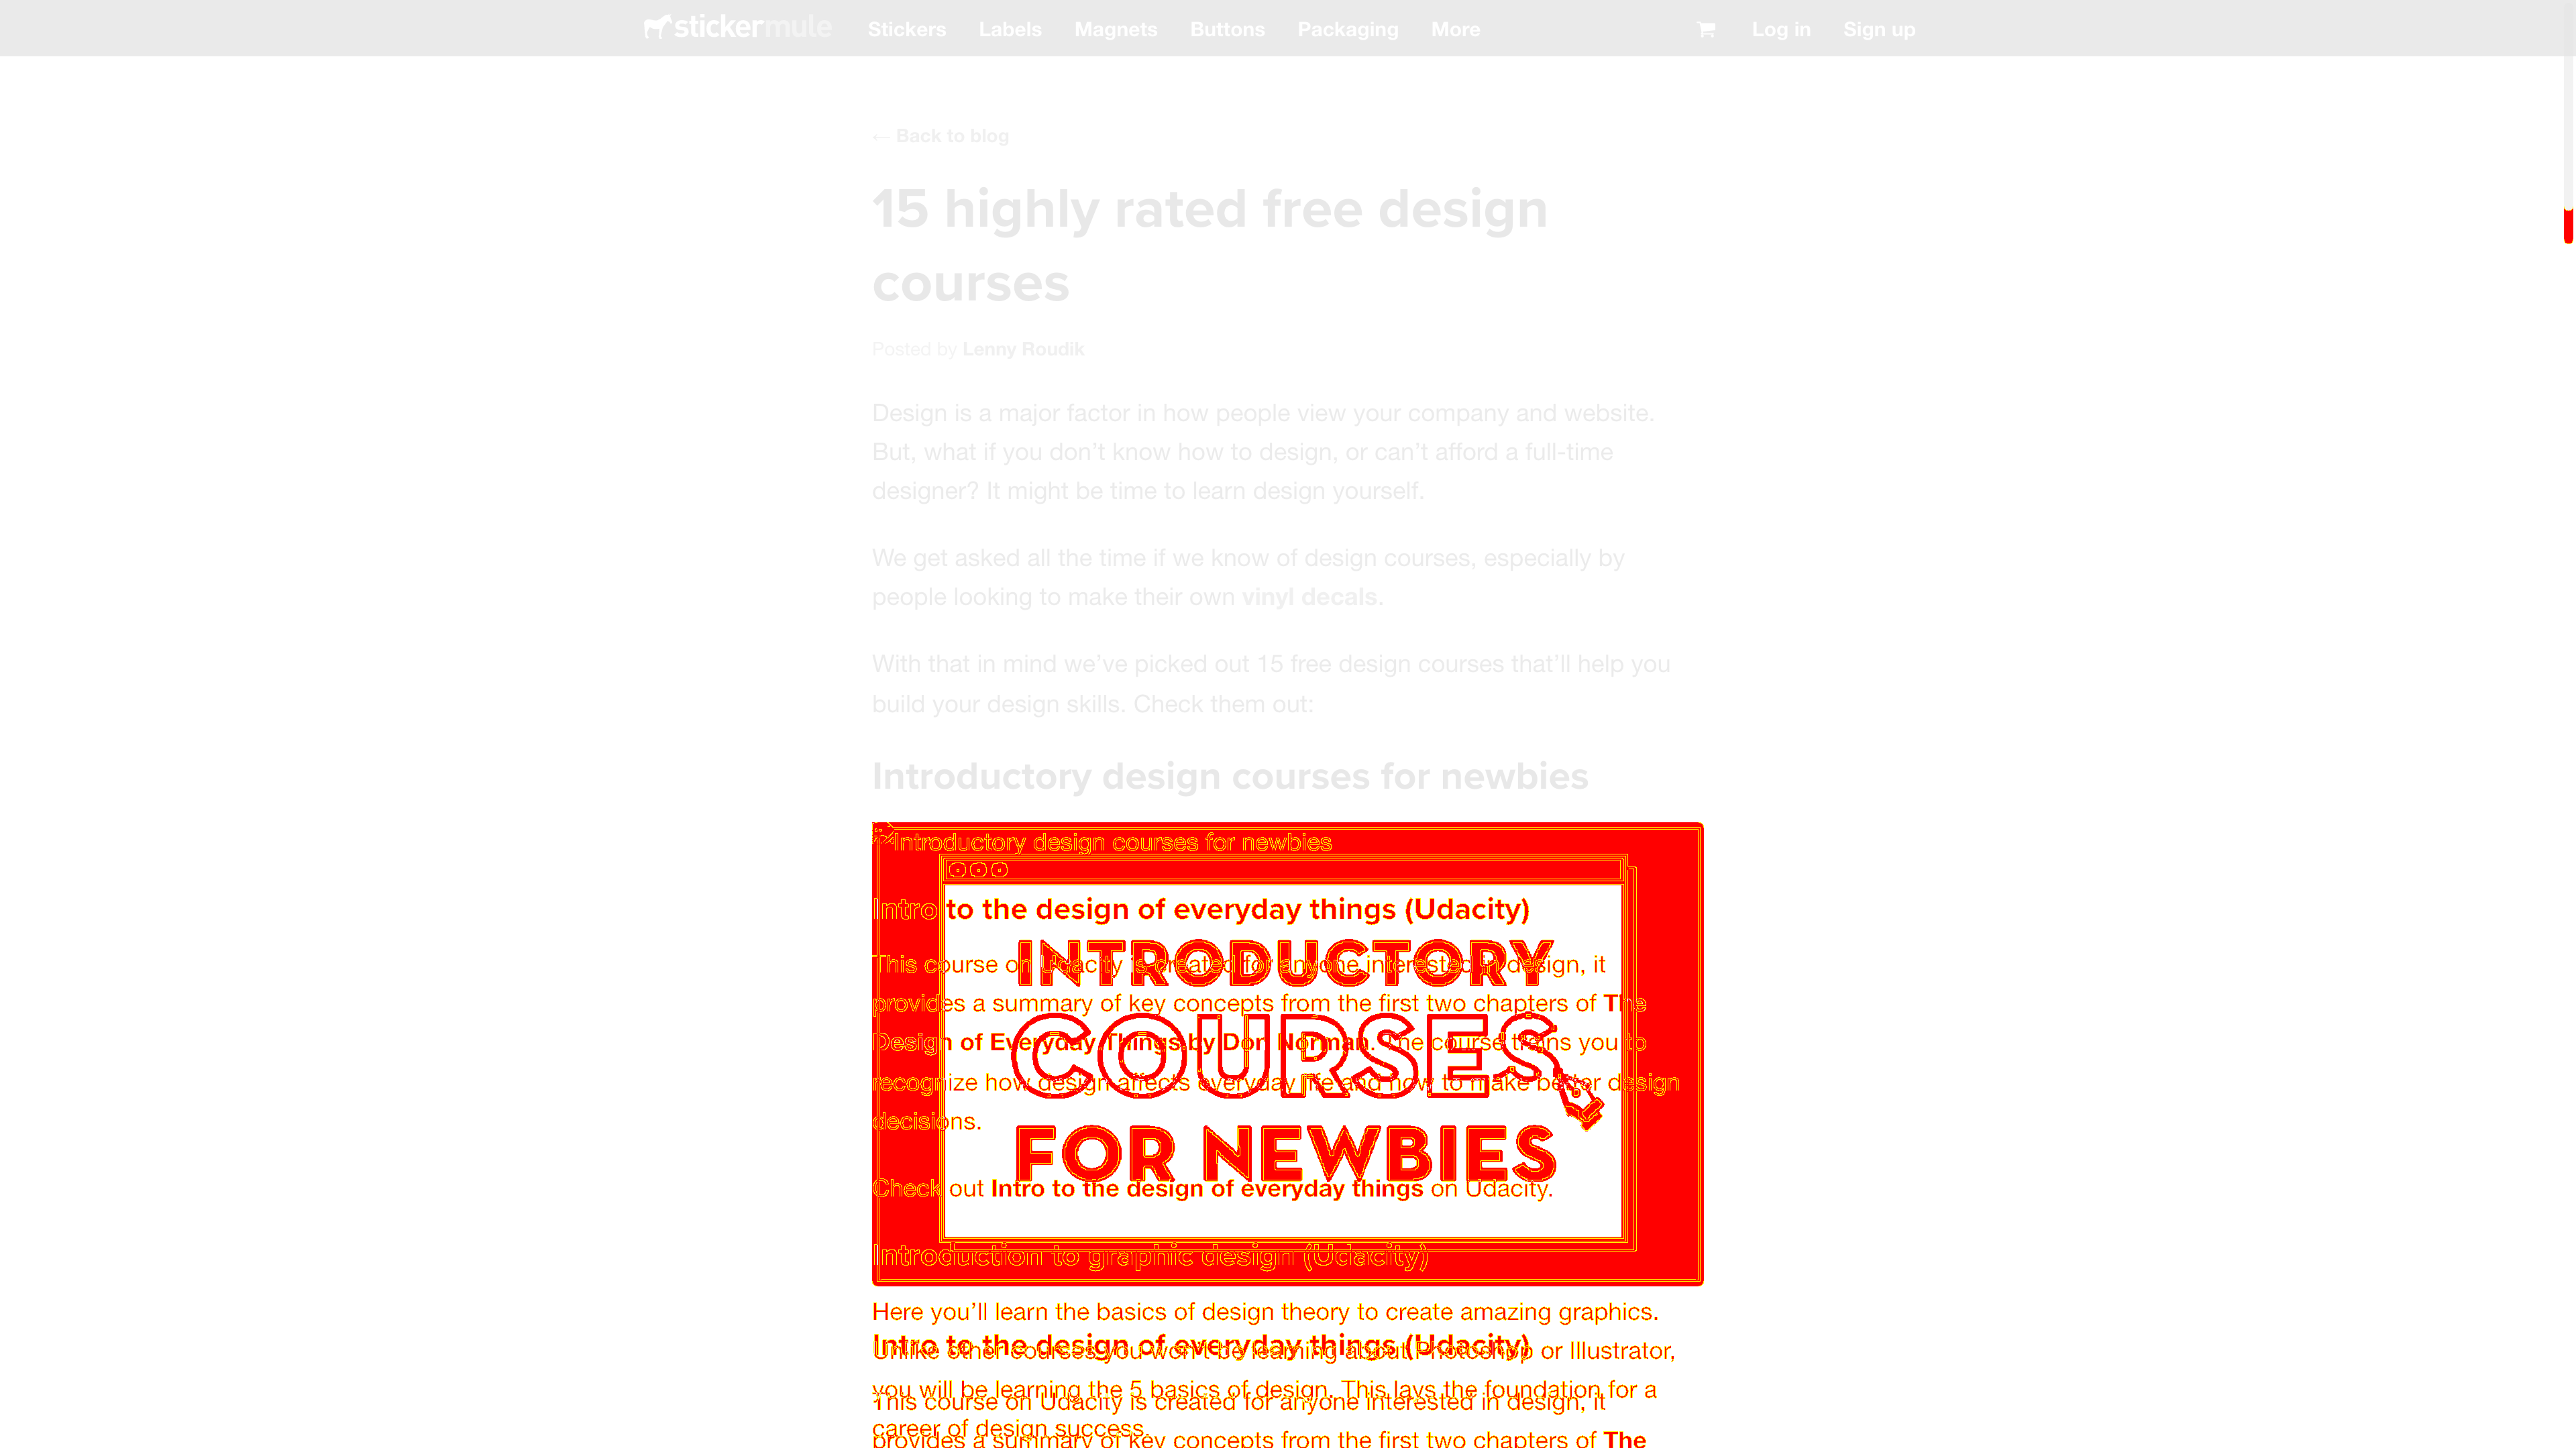 stickermule Stickers Labels Magnets Buttons Packaging More Log in Sign up
← Back to blog
15 highly rated free design
courses
Posted by Lenny Roudik
Design is a major factor in how people view your company and website.
But, what if you don’t know how to design, or can’t afford a full-time
designer? It might be time to learn design yourself.
We get asked all the time if we know of design courses, especially by
people looking to make their own vinyl decals.
With that in mind we’ve picked out 15 free design courses that’ll help you
build your design skills. Check them out:
Introductory design courses for newbies
Introductory design courses for newbies
Intro to the design of everyday things (Udacity)
INTRODUCTORY
This course on Udacity is created for anyone interested in design, it
provides a summary of key concepts from the first two chapters of The
COURSES
Design of Everyday Things by Don Norman. The course trains you to
recognize how design affects everyday life and how to make better design
decisions.
FOR NEWBIES
Check out Intro to the design of everyday things on Udacity.
Introduction to graphic design (Udacity)
Here you’ll learn the basics of design theory to create amazing graphics.
Intro to the design of everyday things (Udacity)
Unlike other courses you won’t be learning about Photoshop or Illustrator,
you will be learning the 5 basics of design. This lays the foundation for a
This course on Udacity is created for anyone interested in design, it
career of design success.
provides a summary of key concepts from the first two chapters of The